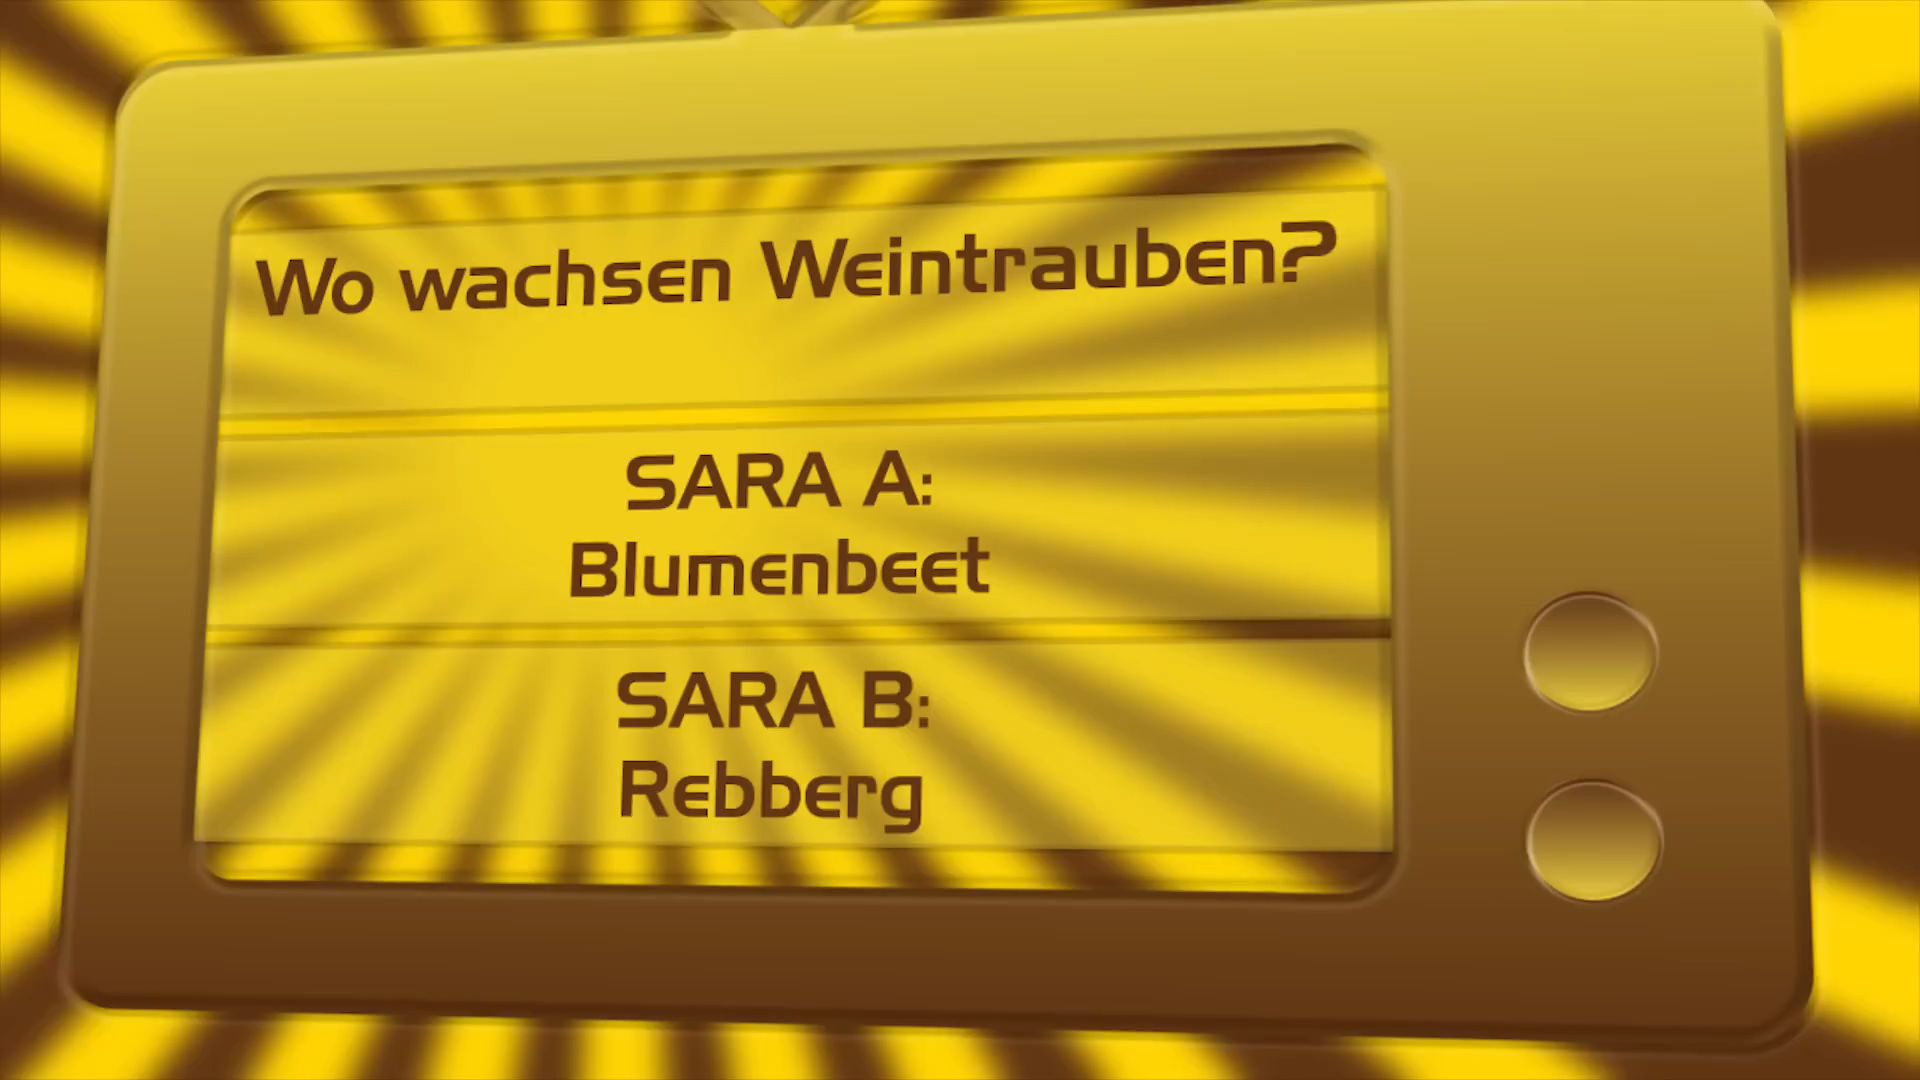 Wo wachsen Weintrauben?
SARA A:
Blumenbeet
SARA B:
Rebberg